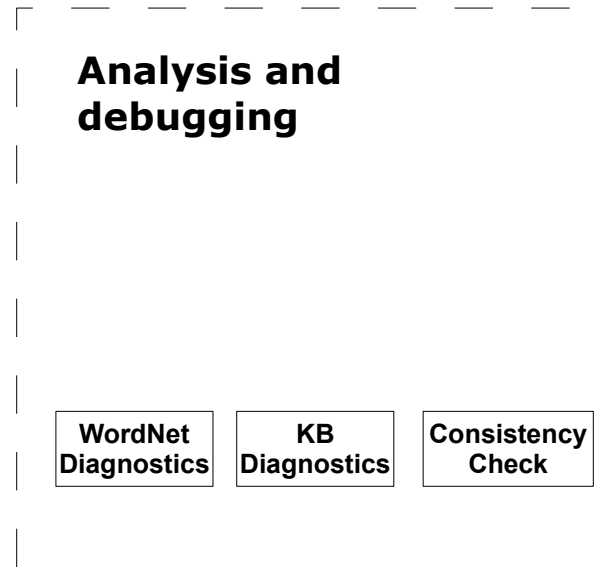 Analysis and
debugging
WordNet
Diagnostics
KB
Diagnostics
Consistency
Check